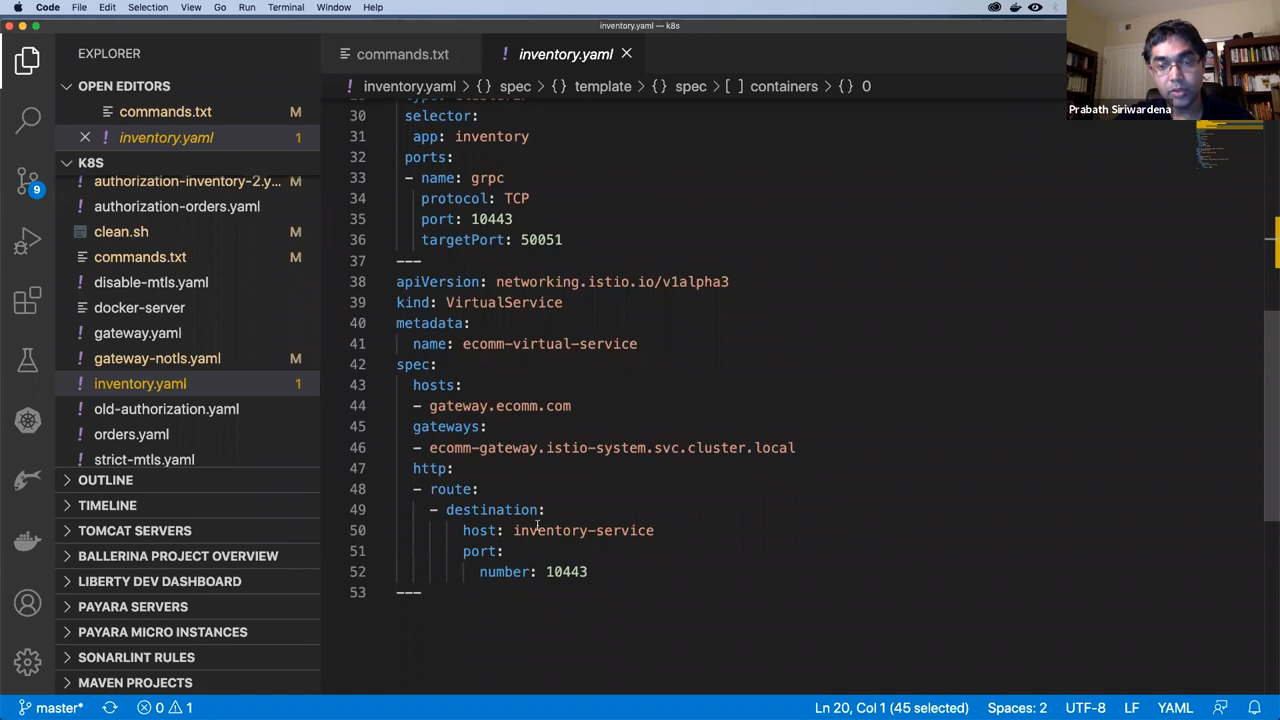 Code File Edit Selection View Go Run Terminal Window Help
inventory.yaml — k8s
Prabath Siriwardena
EXPLORER
OPEN EDITORS
commands.txt M
inventory.yaml 1
K8S
authorization-inventory-2.y... M
authorization-orders.yaml
clean.sh M
commands.txt M
disable-mtls.yaml
docker-server
gateway.yaml
gateway-notls.yaml M
inventory.yaml 1
old-authorization.yaml
orders.yaml
strict-mtls.yaml
OUTLINE
TIMELINE
TOMCAT SERVERS
BALLERINA PROJECT OVERVIEW
LIBERTY DEV DASHBOARD
PAYARA SERVERS
PAYARA MICRO INSTANCES
SONARLINT RULES
MAVEN PROJECTS
9
commands.txt
! inventory.yaml ×
! inventory.yaml > {} spec > {} template > {} spec > [ ] containers > {} 0
30 selector:
31 app: inventory
32 ports:
33 - name: grpc
34 protocol: TCP
35 port: 10443
36 targetPort: 50051
37 ---
38 apiVersion: networking.istio.io/v1alpha3
39 kind: VirtualService
40 metadata:
41 name: ecomm-virtual-service
42 spec:
43 hosts:
44 - gateway.ecomm.com
45 gateways:
46 - ecomm-gateway.istio-system.svc.cluster.local
47 http:
48 - route:
49 - destination:
50 host: inventory-service
51 port:
52 number: 10443
53 ---
master* 0 1 Ln 20, Col 1 (45 selected) Spaces: 2 UTF-8 LF YAML